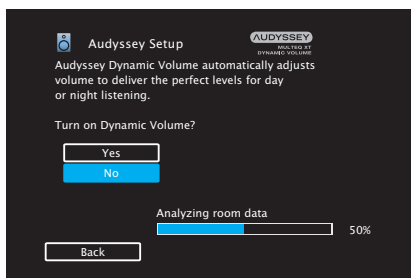 Audyssey Setup
AUDYSSEY
MULTEQ XT
DYNAMIC VOLUME
Audyssey Dynamic Volume automatically adjusts
volume to deliver the perfect levels for day
or night listening.
Turn on Dynamic Volume?
Yes
No
Analyzing room data
50%
Back